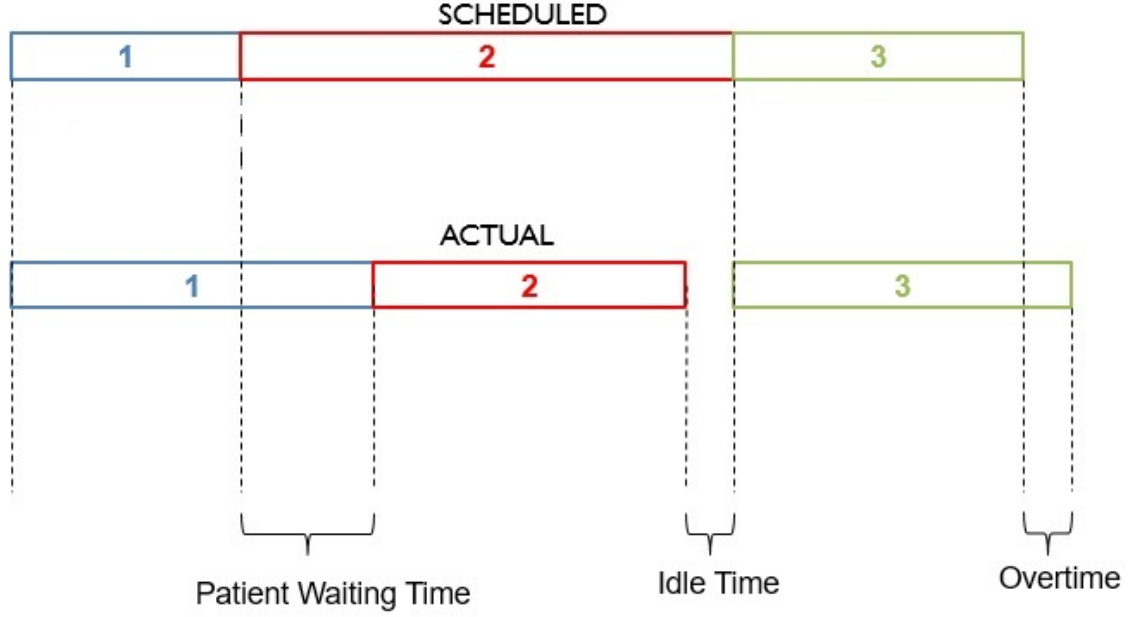 SCHEDULED
1 2 3
ACTUAL
1 2 3
Patient Waiting Time
Idle Time
Overtime